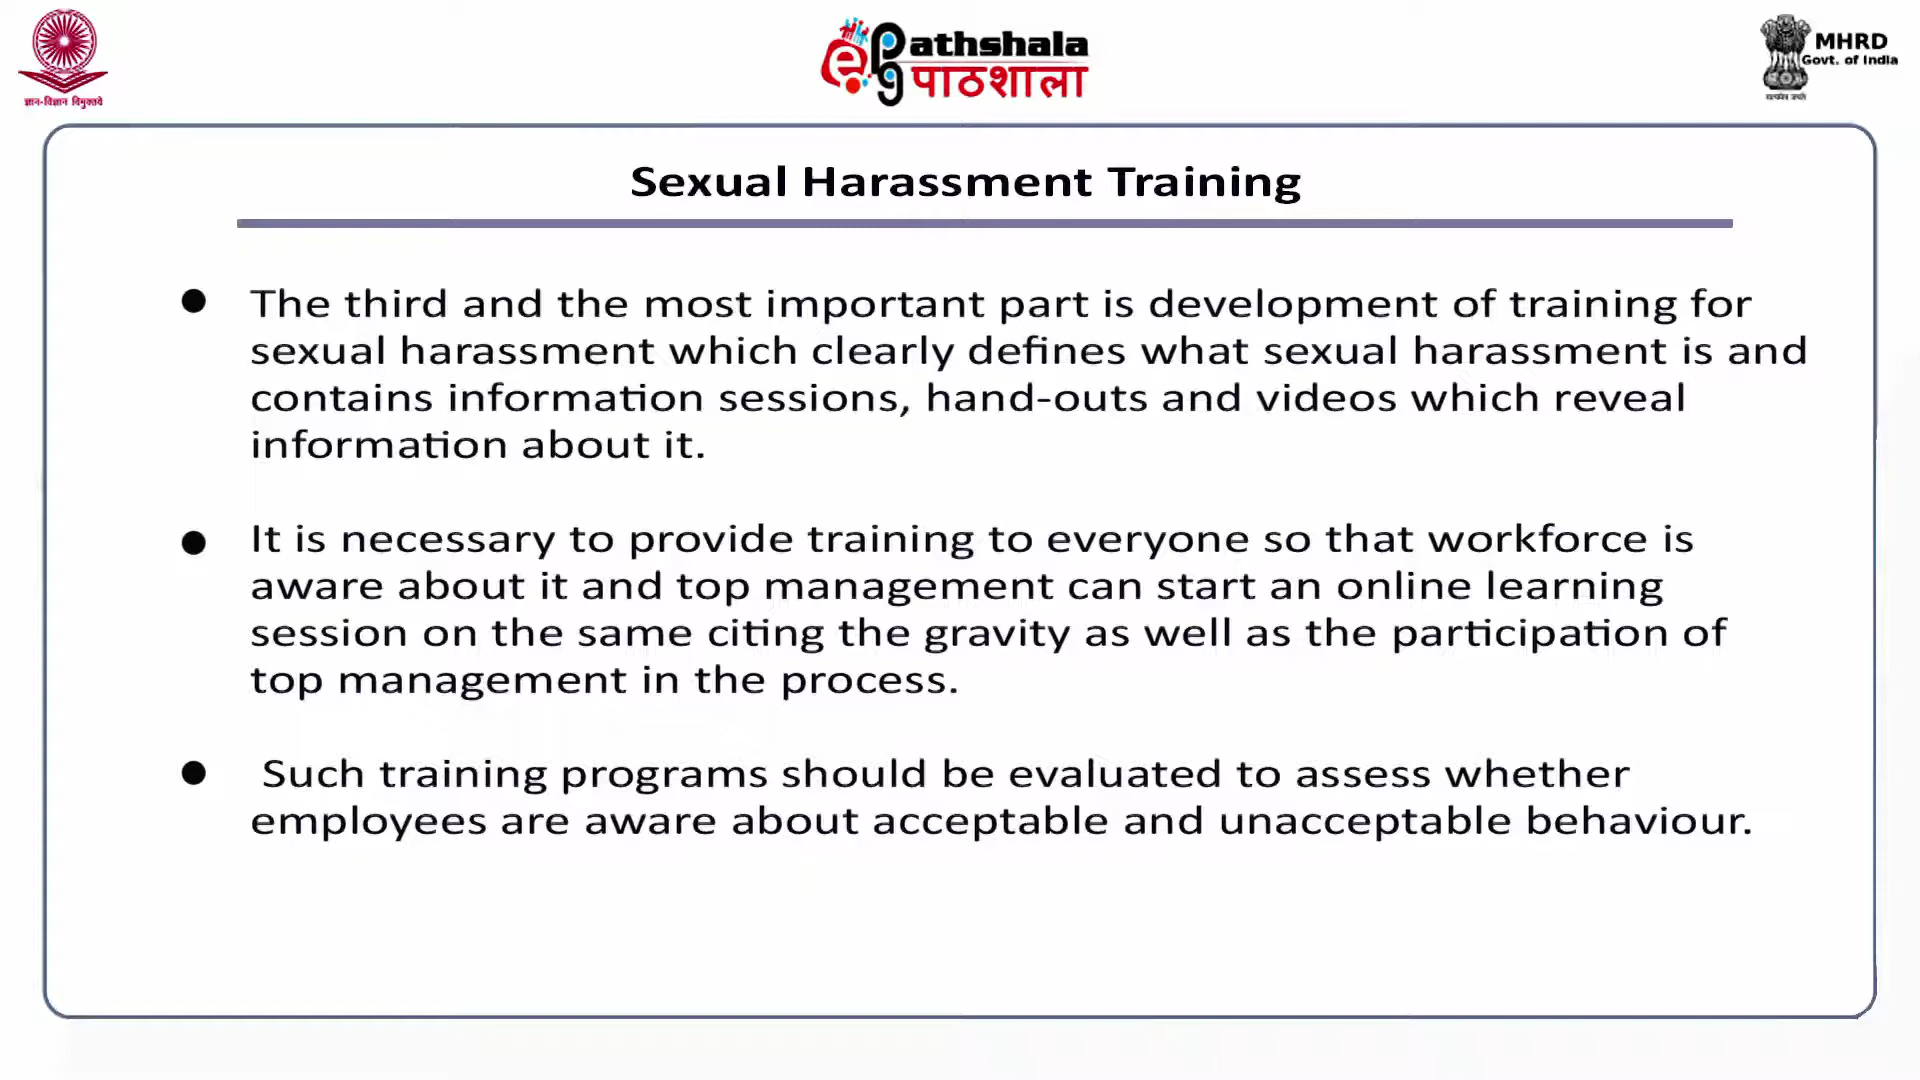 ज्ञान-विज्ञान विमुक्तये
e
pg
athshala
पाठशाला
MHRD
Govt. of India
सत्यमेव जयते
Sexual Harassment Training
● The third and the most important part is development of training for
sexual harassment which clearly defines what sexual harassment is and
contains information sessions, hand-outs and videos which reveal
information about it.
● It is necessary to provide training to everyone so that workforce is
aware about it and top management can start an online learning
session on the same citing the gravity as well as the participation of
top management in the process.
● Such training programs should be evaluated to assess whether
employees are aware about acceptable and unacceptable behaviour.